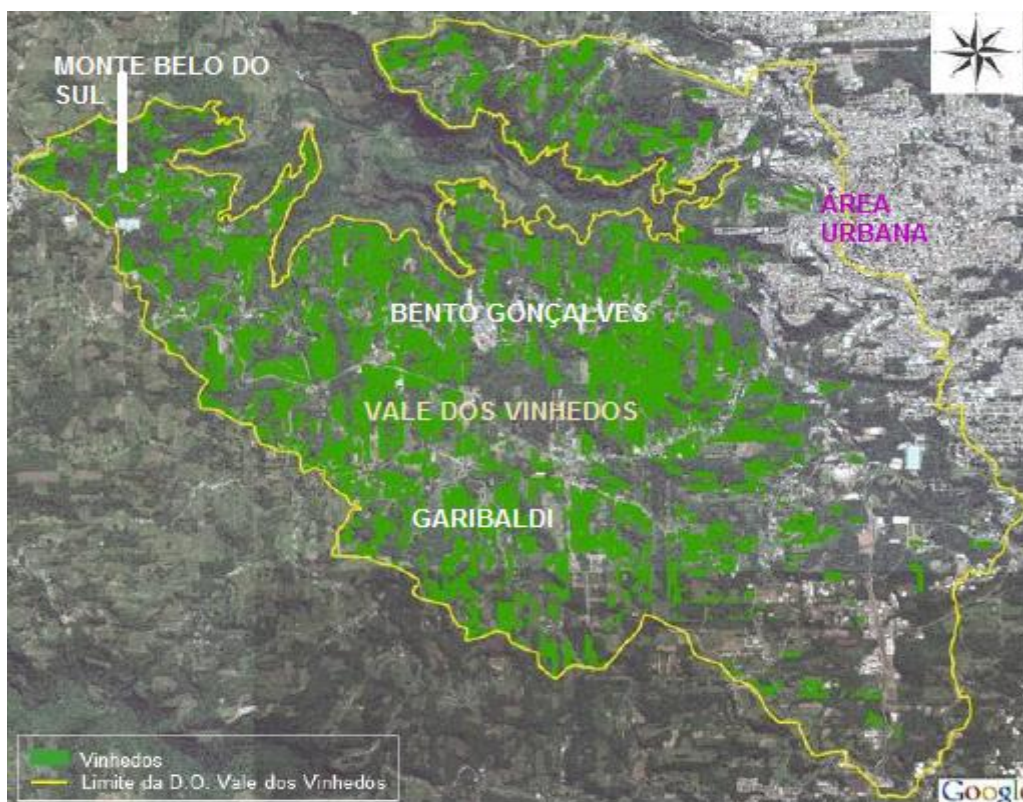 MONTE BELO DO
SUL
ÁREA
URBANA
BENTO GONÇALVES
VALE DOS VINHEDOS
GARIBALDI
Vinhedos
Limite da D.O. Vale dos Vinhedos
Google